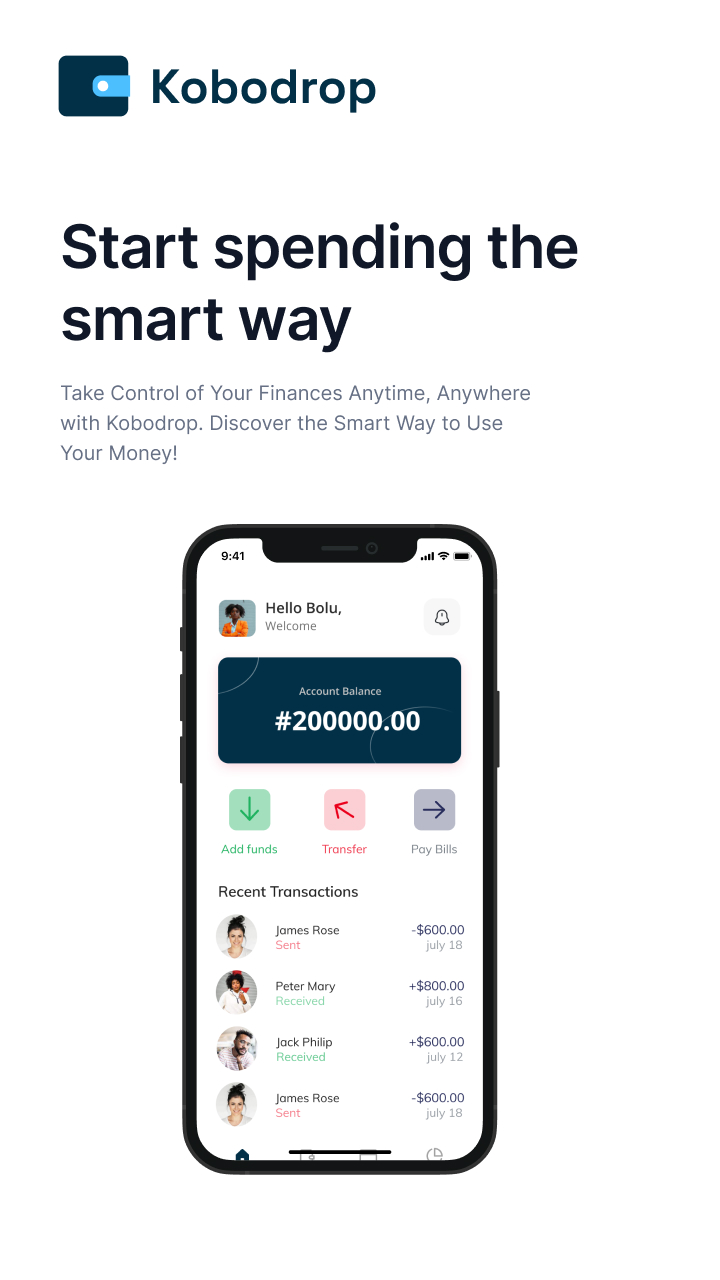 Kobodrop
Start spending the
smart way
Take Control of Your Finances Anytime, Anywhere
with Kobodrop. Discover the Smart Way to Use
Your Money!
9:41
Hello Bolu,
Welcome
Account Balance
#200000.00
Add funds
Transfer
Pay Bills
Recent Transactions
James Rose
-$600.00
Sent
july 18
Peter Mary
+$800.00
Received
july 16
Jack Philip
+$600.00
Received
july 12
James Rose
-$600.00
Sent
july 18